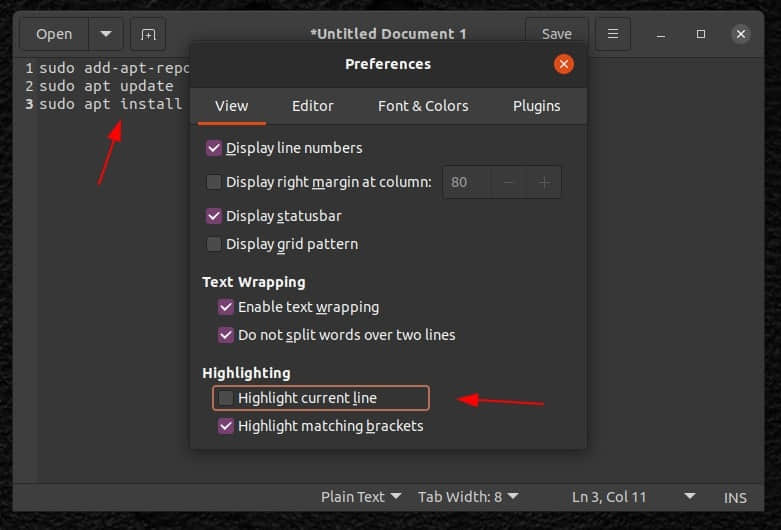 Open
*Untitled Document 1
Save
1 sudo add-apt-repo
2 sudo apt update
3 sudo apt install
Preferences
View Editor Font & Colors Plugins
Display line numbers
Display right margin at column: 80
Display statusbar
Display grid pattern
Text Wrapping
Enable text wrapping
Do not split words over two lines
Highlighting
Highlight current line
Highlight matching brackets
Plain Text Tab Width: 8 Ln 3, Col 11 INS